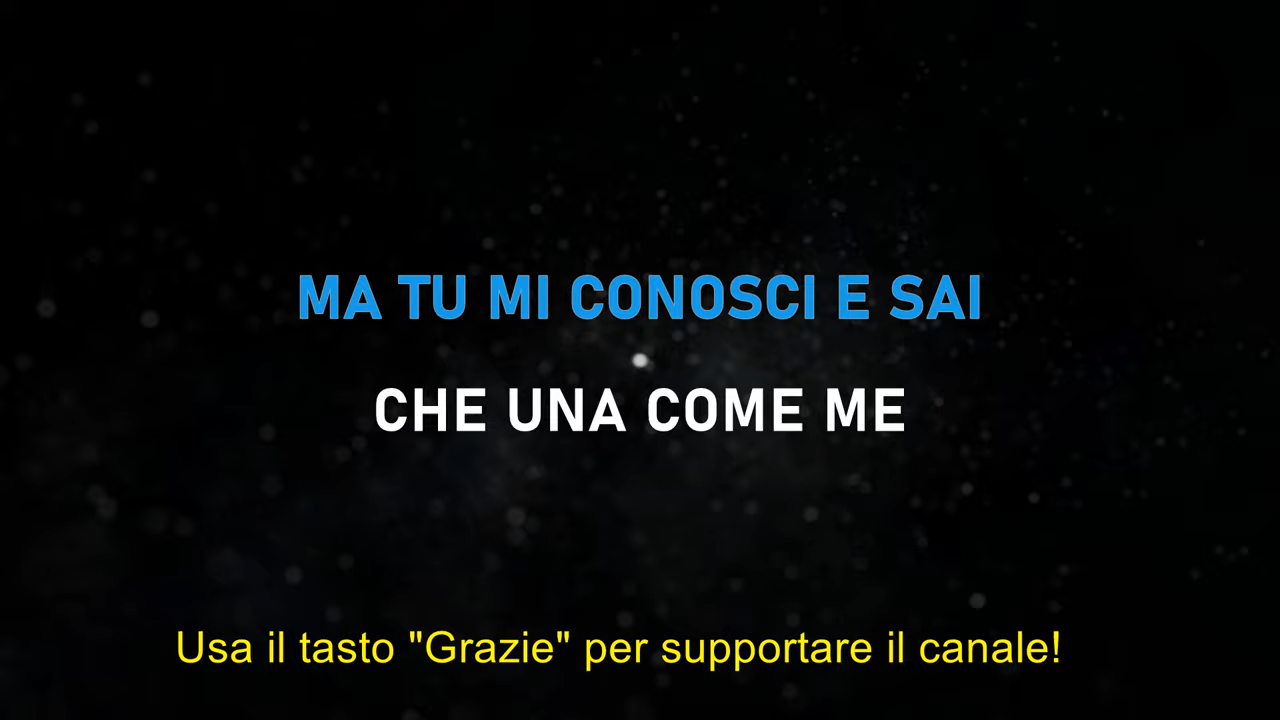 MA TU MI CONOSCI E SAI
CHE UNA COME ME
Usa il tasto "Grazie" per supportare il canale!